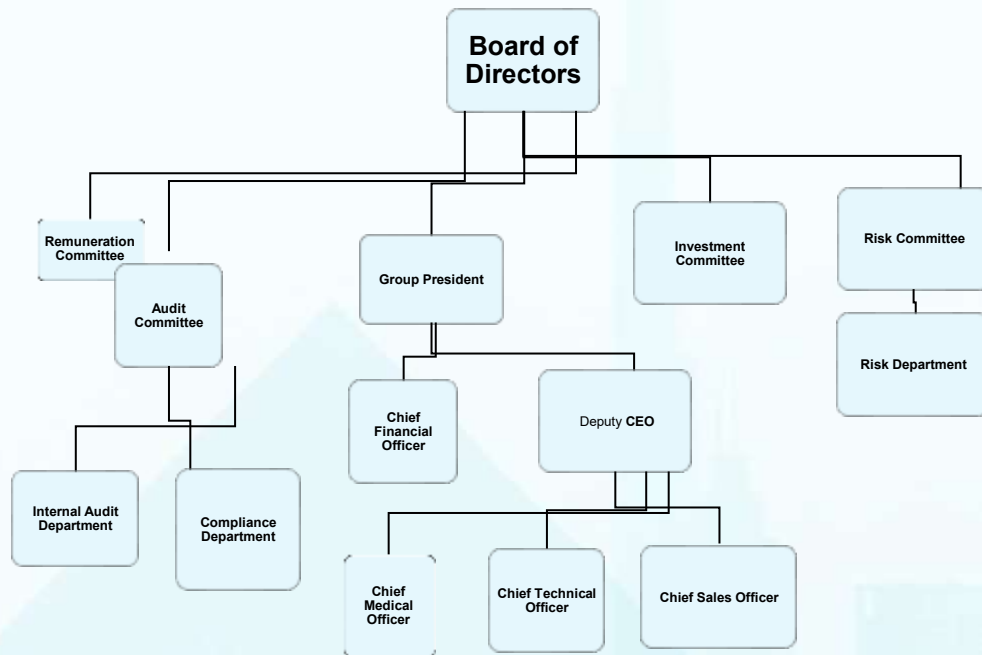 Board of
Directors
Remuneration
Committee
Audit
Committee
Group President
Investment
Committee
Risk Committee
Risk Department
Chief
Financial
Officer
Deputy CEO
Internal Audit
Department
Compliance
Department
Chief
Medical
Officer
Chief Technical
Officer
Chief Sales Officer